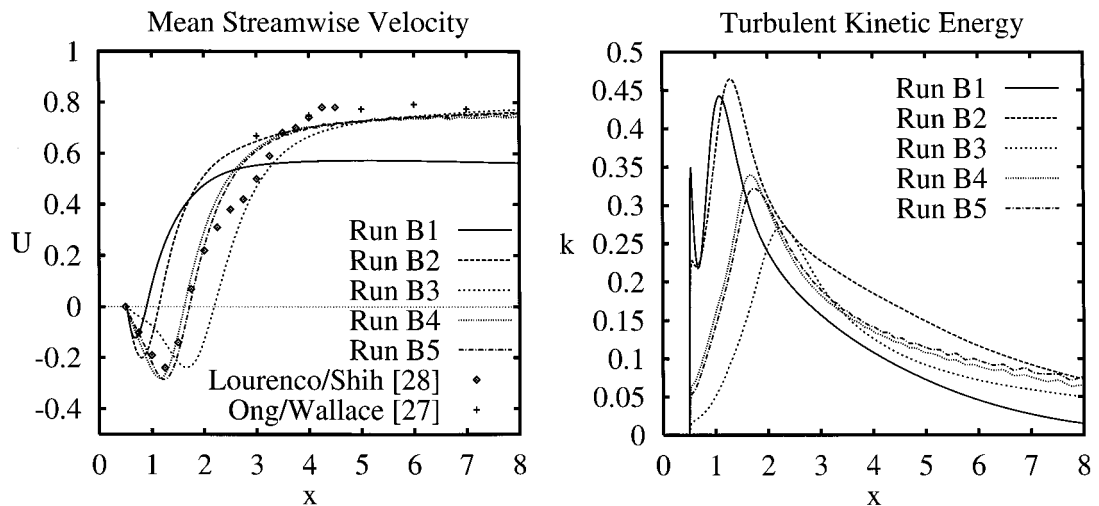 Mean Streamwise Velocity
1
0.8
0.6
0.4
U
0.2
0
-0.2
-0.4
Run B1
Run B2
Run B3
Run B4
Run B5
Lourenco/Shih [28]
Ong/Wallace [27]
0 1 2 3 4 5 6 7 8
x
Turbulent Kinetic Energy
0.5
0.45
0.4
0.35
0.3
0.25
k
0.2
0.15
0.1
0.05
0
Run B1
Run B2
Run B3
Run B4
Run B5
0 1 2 3 4 5 6 7 8
x